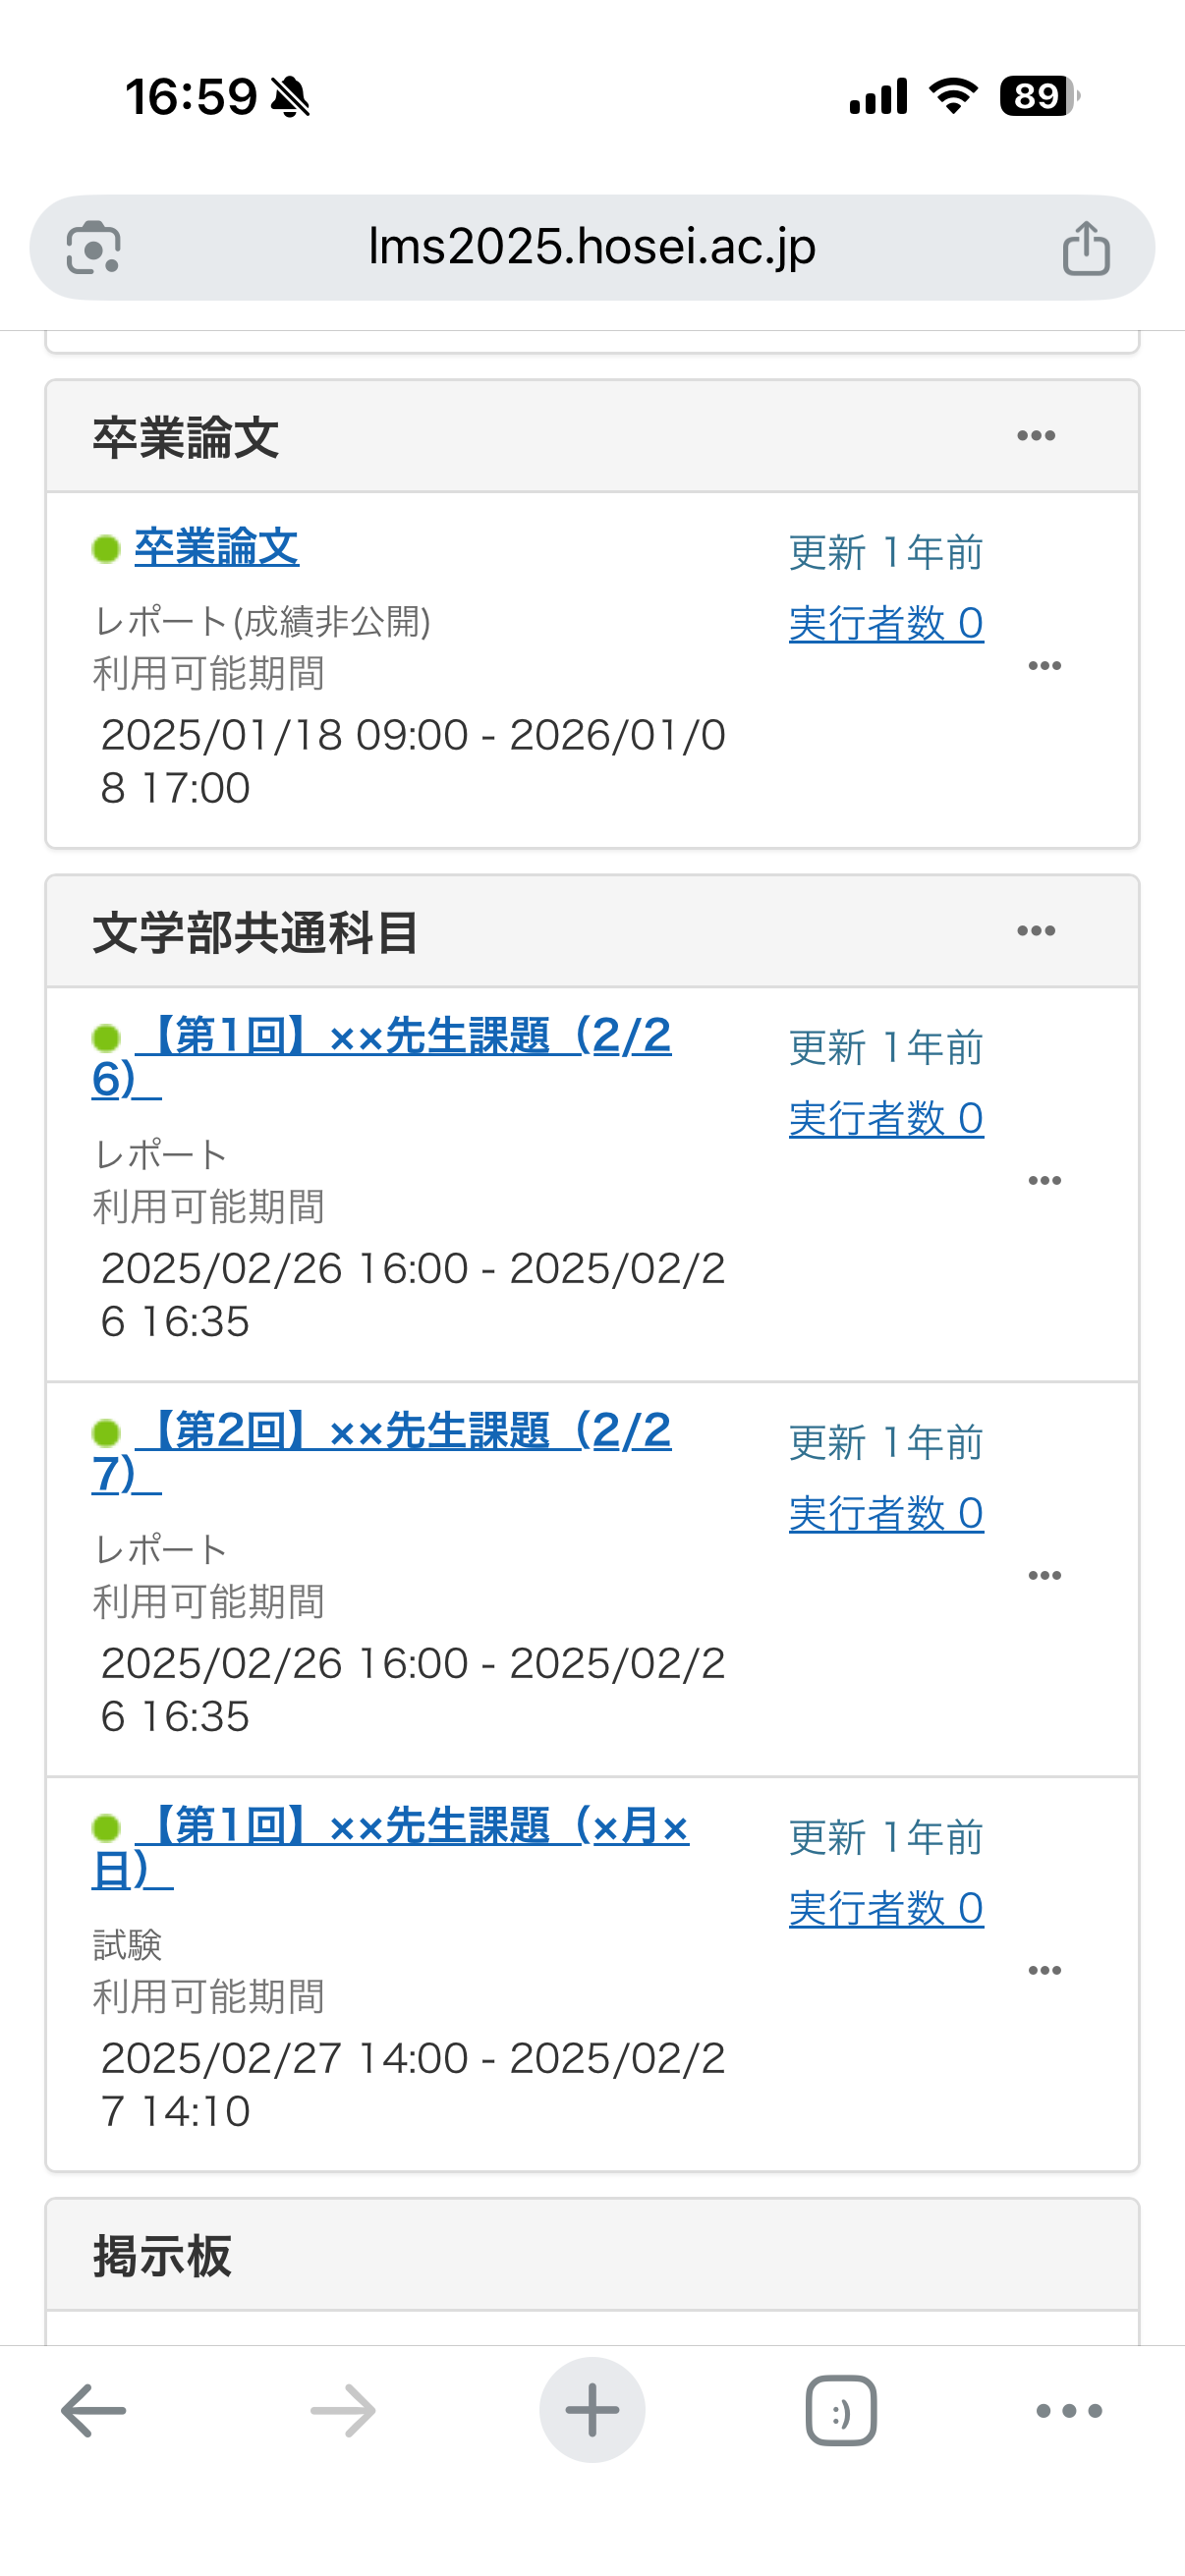 16:59
89
lms2025.hosei.ac.jp
卒業論文
卒業論文
更新 1年前
レポート(成績非公開)
実行者数 0
利用可能期間
2025/01/18 09:00 - 2026/01/0
8 17:00
文学部共通科目
【第1回】××先生課題（2/2
6）
更新 1年前
実行者数 0
レポート
利用可能期間
2025/02/26 16:00 - 2025/02/2
6 16:35
【第2回】××先生課題（2/2
7）
更新 1年前
実行者数 0
レポート
利用可能期間
2025/02/26 16:00 - 2025/02/2
6 16:35
【第1回】××先生課題（×月×
日）
更新 1年前
実行者数 0
試験
利用可能期間
2025/02/27 14:00 - 2025/02/2
7 14:10
掲示板
:)